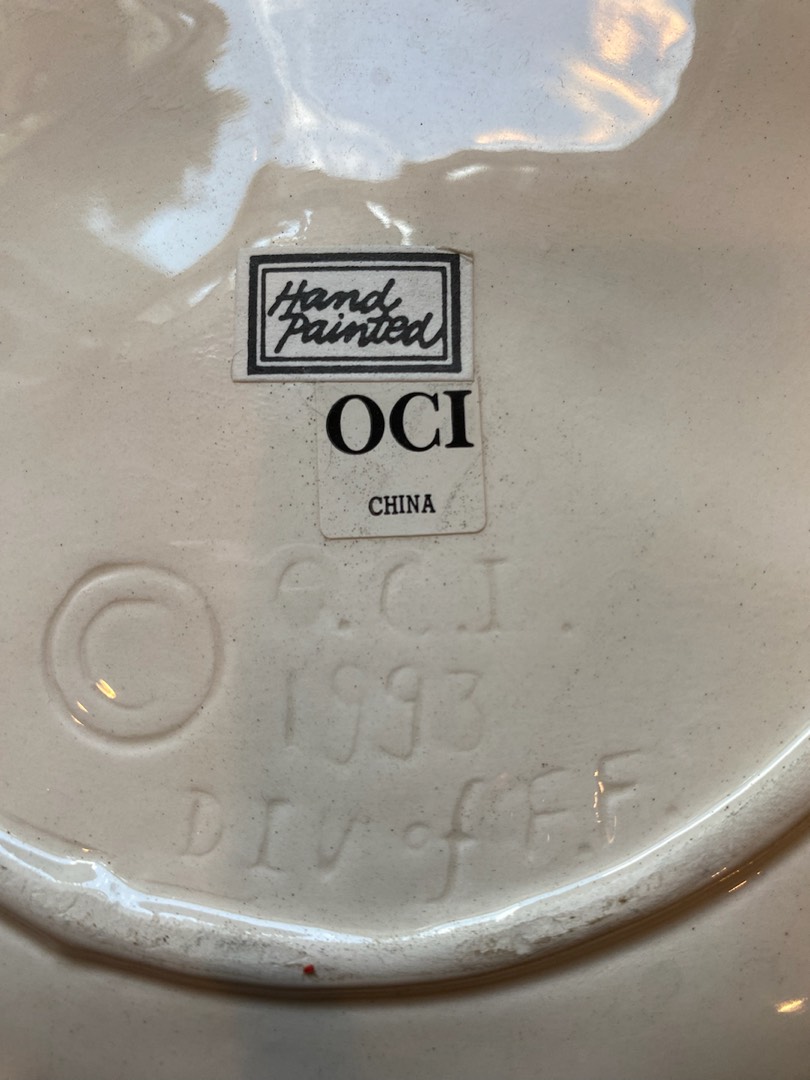 Hand
Painted
OCI
CHINA
© O.C.I.
1993
DIV of F.F.